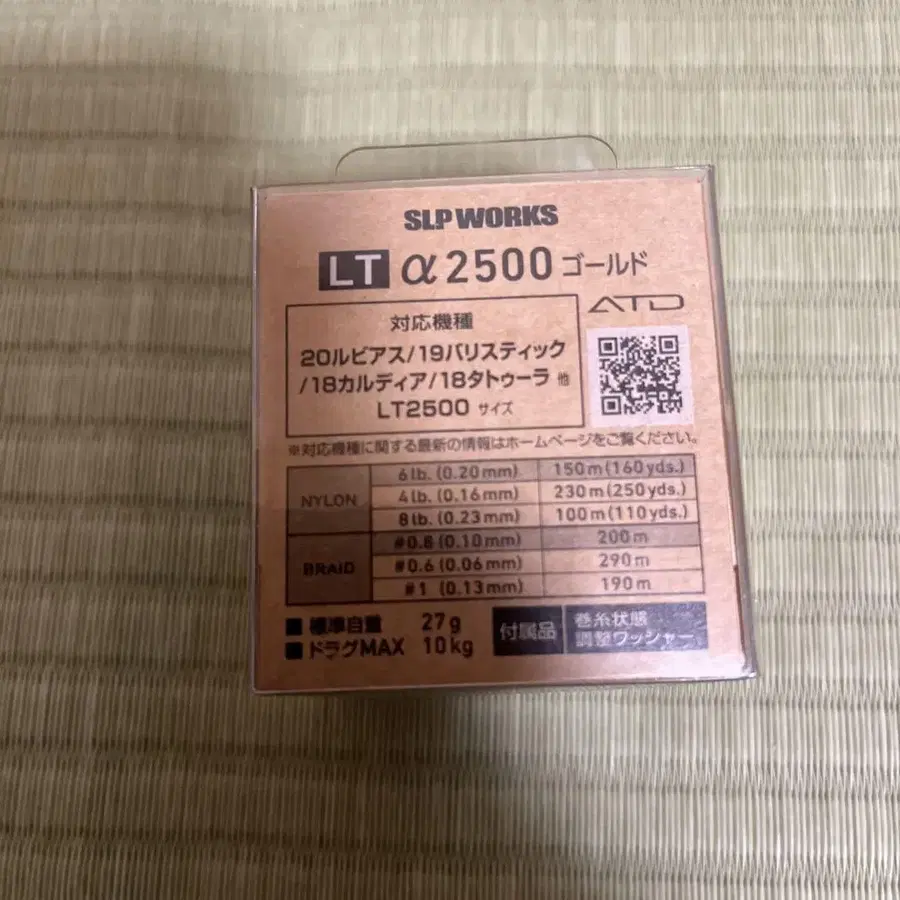 SLP WORKS
LT α2500 ゴールド
ATD
対応機種
20ルビアス/19バリスティック
/18カルディア/18タトゥーラ 他
LT2500 サイズ
※対応機種に関する最新の情報はホームページをご覧ください。
NYLON
6lb. (0.20mm) 150m(160yds.)
4lb. (0.16mm) 230m(250yds.)
8lb. (0.23mm) 100m(110yds.)
BRAID
#0.8 (0.10mm) 200m
#0.6 (0.06mm) 290m
#1 (0.13mm) 190m
■ 標準自重 27g
■ ドラグMAX 10kg
付属品
巻糸状態
調整ワッシャー